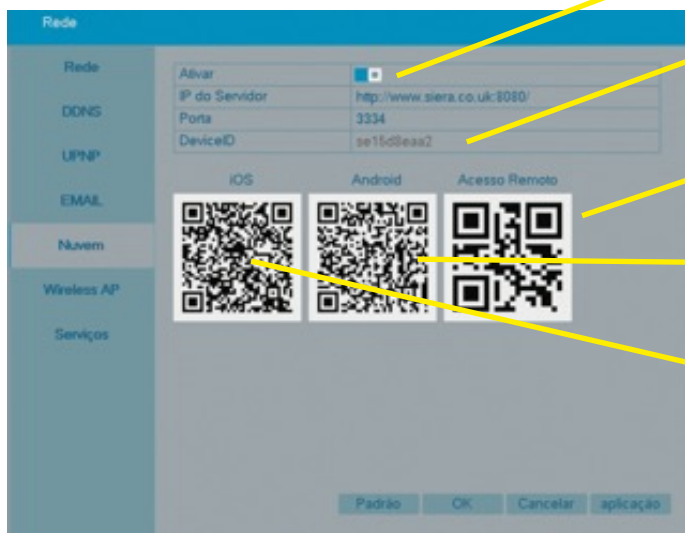 Rede
Rede
DDNS
UPNP
EMAIL
Nuvem
Wireless AP
Serviços
Ativar
IP do Servidor http://www.siera.co.uk:8080/
Porta 3334
DeviceID se15d8eaa2
iOS Android Acesso Remoto
Padrão OK Cancelar aplicação